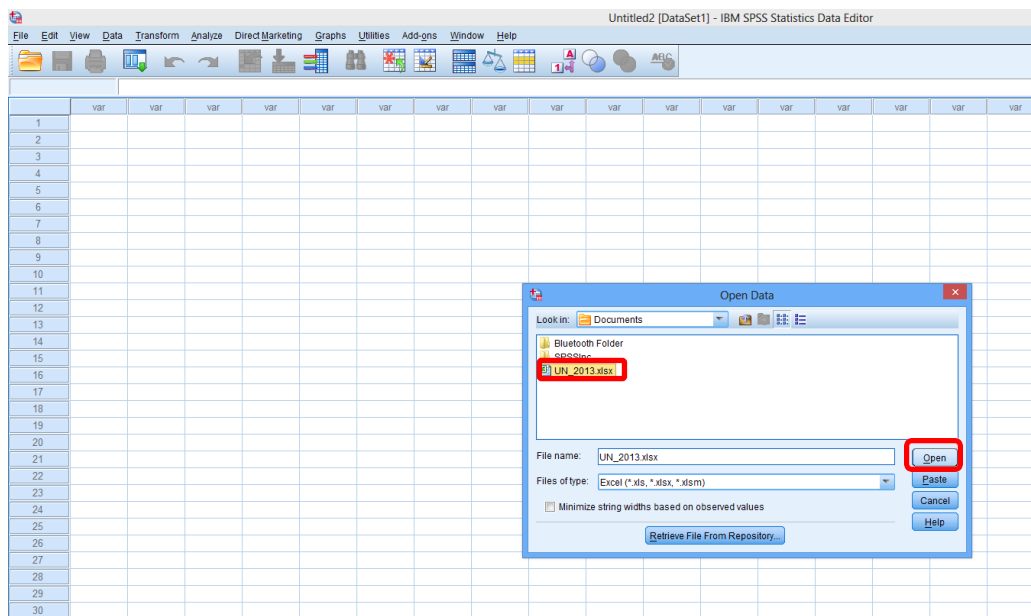 Untitled2 [DataSet1] - IBM SPSS Statistics Data Editor
File Edit View Data Transform Analyze Direct Marketing Graphs Utilities Add-ons Window Help
var var var var var var var var var var var var var var var var var
1
2
3
4
5
6
7
8
9
10
11
12
13
14
15
16
17
18
19
20
21
22
23
24
25
26
27
28
29
30
Open Data
Look in: Documents
Bluetooth Folder
SPSSInc
UN_2013.xlsx
File name: UN_2013.xlsx Open
Files of type: Excel (*.xls, *.xlsx, *.xlsm) Paste
Minimize string widths based on observed values Cancel
Help
Retrieve File From Repository...